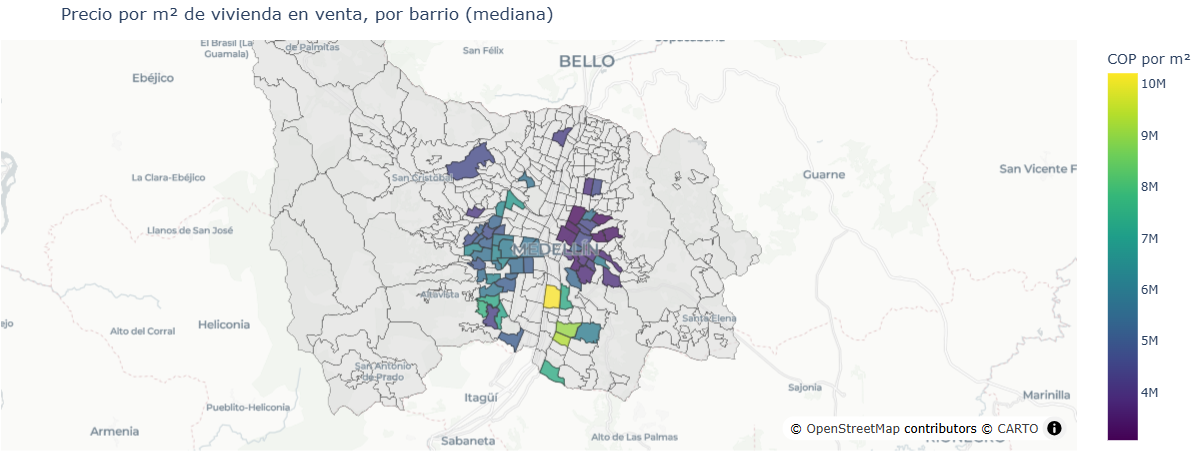 Precio por m² de vivienda en venta, por barrio (mediana)
El Brasil (La
Guamala)
de Palmitas
San Félix
BELLO
Ebéjico
COP por m²
10M
9M
8M
7M
6M
5M
4M
La Clara-Ebéjico
San Cristóbal
Guarne
San Vicente F
Llanos de San José
MEDELLÍN
Altavista
Heliconia
Alto del Corral
Santa Elena
San Antonio
de Prado
Itagüí
Sajonia
Marinilla
Pueblito-Heliconia
Armenia
Sabaneta
Alto de Las Palmas
© OpenStreetMap contributors © CARTO